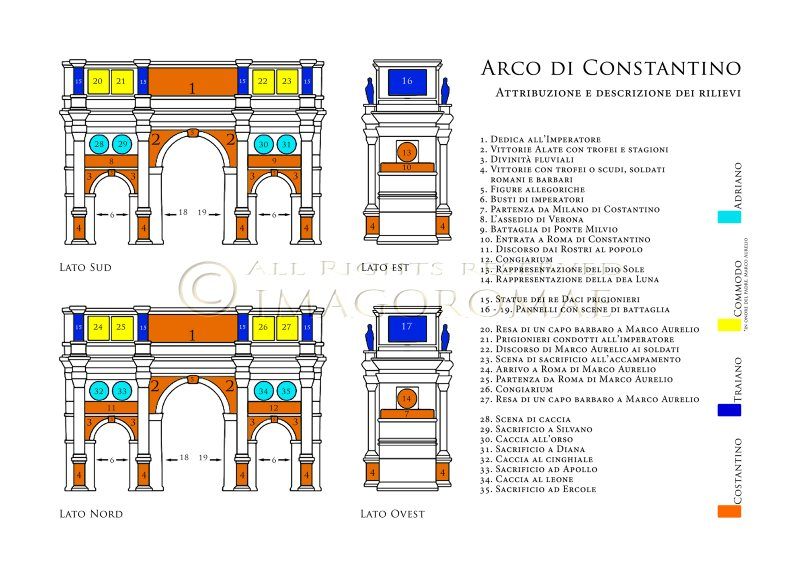 Arco di Constantino
Attribuzione e descrizione dei rilievi
15 20 21 15 1 15 22 23 15
28 29 2 5 2 30 31
8 9
3 3 3 3
6 18 19 6
4 4 4 4
Lato Sud
16
13
10
4 4
Lato est
15 24 25 15 1 15 26 27 15
32 33 2 5 2 34 35
11 12
3 3 3 3
6 18 19 6
4 4 4 4
Lato Nord
17
14
7
4 4
Lato Ovest
1. Dedica all'Imperatore
2. Vittorie Alate con trofei e stagioni
3. Divinità fluviali
4. Vittorie con trofei o scudi, soldati
romani e barbari
5. Figure allegoriche
6. Busti di imperatori
7. Partenza da Milano di Costantino
8. L'assedio di Verona
9. Battaglia di Ponte Milvio
10. Entrata a Roma di Constantino
11. Discorso dai Rostri al popolo
12. Congiarium
13. Rappresentazione del dio Sole
14. Rappresentazione della dea Luna
15. Statue dei re Daci prigionieri
16 - 19. Pannelli con scene di battaglia
20. Resa di un capo barbaro a Marco Aurelio
21. Prigionieri condotti all'imperatore
22. Discorso di Marco Aurelio ai soldati
23. Scena di sacrificio all'accampamento
24. Arrivo a Roma di Marco Aurelio
25. Partenza da Roma di Marco Aurelio
26. Congiarium
27. Resa di un capo barbaro a Marco Aurelio
28. Scena di caccia
29. Sacrificio a Silvano
30. Caccia all'orso
31. Sacrificio a Diana
32. Caccia al cinghiale
33. Sacrificio ad Apollo
34. Caccia al leone
35. Sacrificio ad Ercole
Adriano
Commodo
*in onore del padre, Marco Aurelio
Traiano
Costantino
All Rights Reserved
© imagoromae